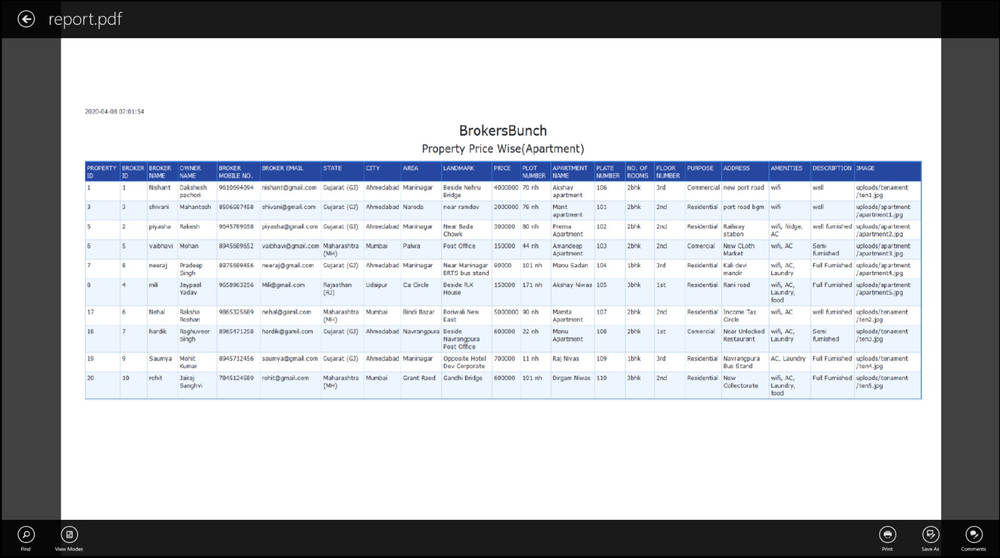 report.pdf
2020-04-08 07:01:54
BrokersBunch
Property Price Wise(Apartment)
PROPERTY ID BROKER ID BROKER NAME OWNER NAME BROKER MOBILE NO. BROKER EMAIL STATE CITY AREA LANDMARK PRICE PLOT NUMBER APARTMENT NAME PLATE NUMBER NO. OF ROOMS FLOOR NUMBER PURPOSE ADDRESS AMENITIES DESCRIPTION IMAGE
1 1 Nishant Dakshesh pachori 9610694094 nishant@gmail.com Gujarat (GJ) Ahmedabad Maninagar Beside Nehru Bridge 4000000 70 nh Akshay apartment 106 2bhk 3rd Commercial new port road wifi well uploads/tenament /ten1.jpg
3 3 shivani Mahantosh 8596587458 shivani@gmail.com Gujarat (GJ) Ahmedabad Naroda near ramdev 2000000 78 nh Mant apartment 101 2bhk 2nd Residential port road bgm wifi well uploads/apartment /apartment1.jpg
5 2 piyasha Rakesh 9645789658 piyasha@gmail.com Gujarat (GJ) Ahmedabad Maninagar Near Bada Chowk 300000 80 nh Prerna Apartment 102 2bhk 2nd Residential Railway station wifi, fridge, AC well furnished uploads/apartment /apartment2.jpg
6 5 vaibhavi Mohan 8945689652 vaibhavi@gmail.com Maharashtra (MH) Mumbai Palwa Post Office 150000 44 nh Amandeep Apartment 103 2bhk 2nd Comercial New CLoth Market wifi, AC Semi furnished uploads/apartment /apartment3.jpg
7 8 neeraj Pradeep Singh 8975689456 neeraj@gmail.com Gujarat (GJ) Ahmedabad Maninagar Near Maninagar BRTS bus stand 90000 101 nh Manu Sadan 104 1bhk 3rd Residential Kali devi mandir wifi, AC, Laundry Full Furnished uploads/apartment /apartment4.jpg
8 4 mili Jaypaal Yadav 9658963256 Mili@gmail.com Rajasthan (RJ) Udaipur Ca Circle Beside R.K House 150000 171 nh Akshay Niwas 105 3bhk 1st Residential Rani road wifi, AC, Laundry, food Full Furnished uploads/apartment /apartment5.jpg
17 6 Nehal Raksha Roshan 9865325689 nehal@gamil.com Maharashtra (MH) Mumbai Bindi Bazar Boriwali New East 5000000 90 nh Mamta Apartment 107 2bhk 2nd Residential Income Tax Circle wifi, AC well furnished uploads/tenament /ten2.jpg
18 7 hardik Raghuveer Singh 8965471258 hardik@gamil.com Gujarat (GJ) Ahmedabad Navrangpura Beside Navrangpura Post Office 600000 22 nh Manu Apartment 108 2bhk 1st Comercial Near Unlocked Restaurant wifi, AC, Laundry Semi furnished uploads/tenament /ten3.jpg
19 9 Saumya Mohit Kumar 8945712456 saumya@gmail.com Gujarat (GJ) Ahmedabad Maninagar Opposite Hotel Dev Corporate 700000 11 nh Raj Nivas 109 1bhk 3rd Residential Navrangpura Bus Stand AC, Laundry Full Furnished uploads/tenament /ten4.jpg
20 10 rohit Jairaj Sanghvi 7845124589 rohit@gmail.com Maharashtra (MH) Mumbai Grant Raod Gandhi Bridge 600000 191 nh Dirgam Niwas 110 3bhk 2nd Residential New Collectorate wifi, AC, Laundry, food Full Furnished uploads/tenament /ten5.jpg
Find View Modes Print Save As Comments